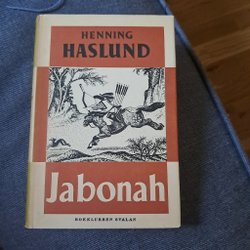 HENNING
HASLUND
Jabonah
BOKKLUBBEN SVALAN